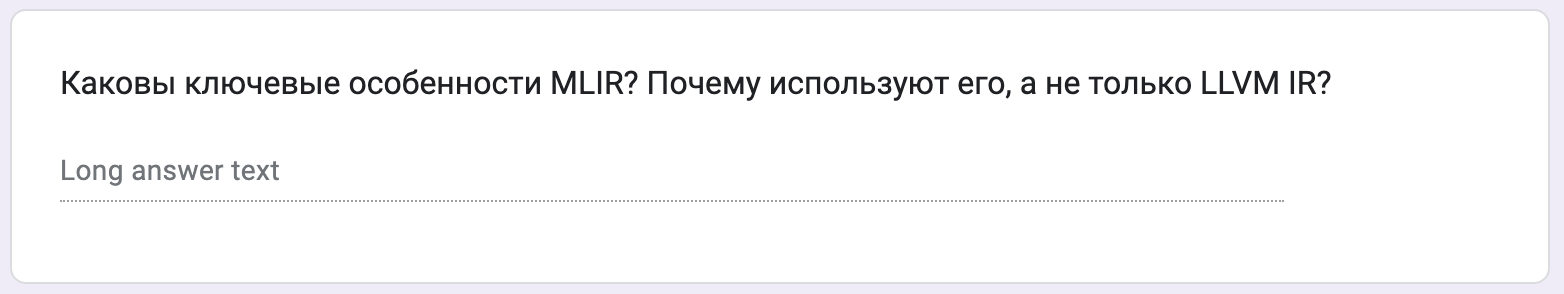 Каковы ключевые особенности MLIR? Почему используют его, а не только LLVM IR?
Long answer text